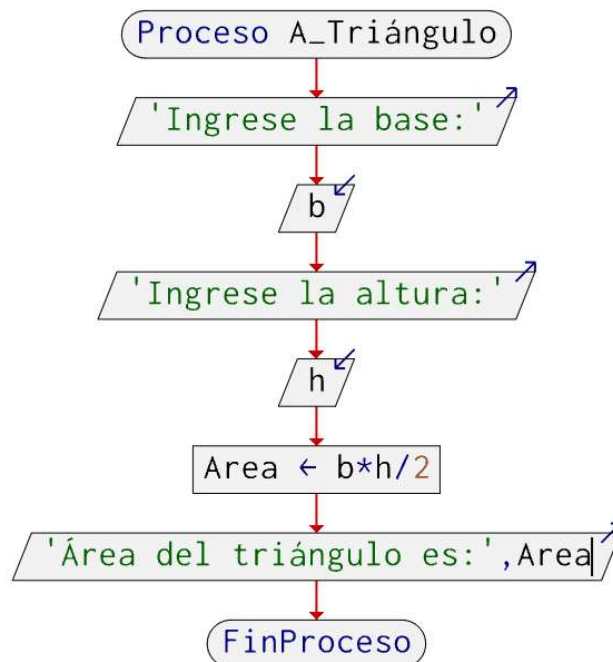 Proceso A_Triángulo
'Ingrese la base:'
b
'Ingrese la altura:'
h
Area ← b*h/2
'Área del triángulo es:',Area
FinProceso